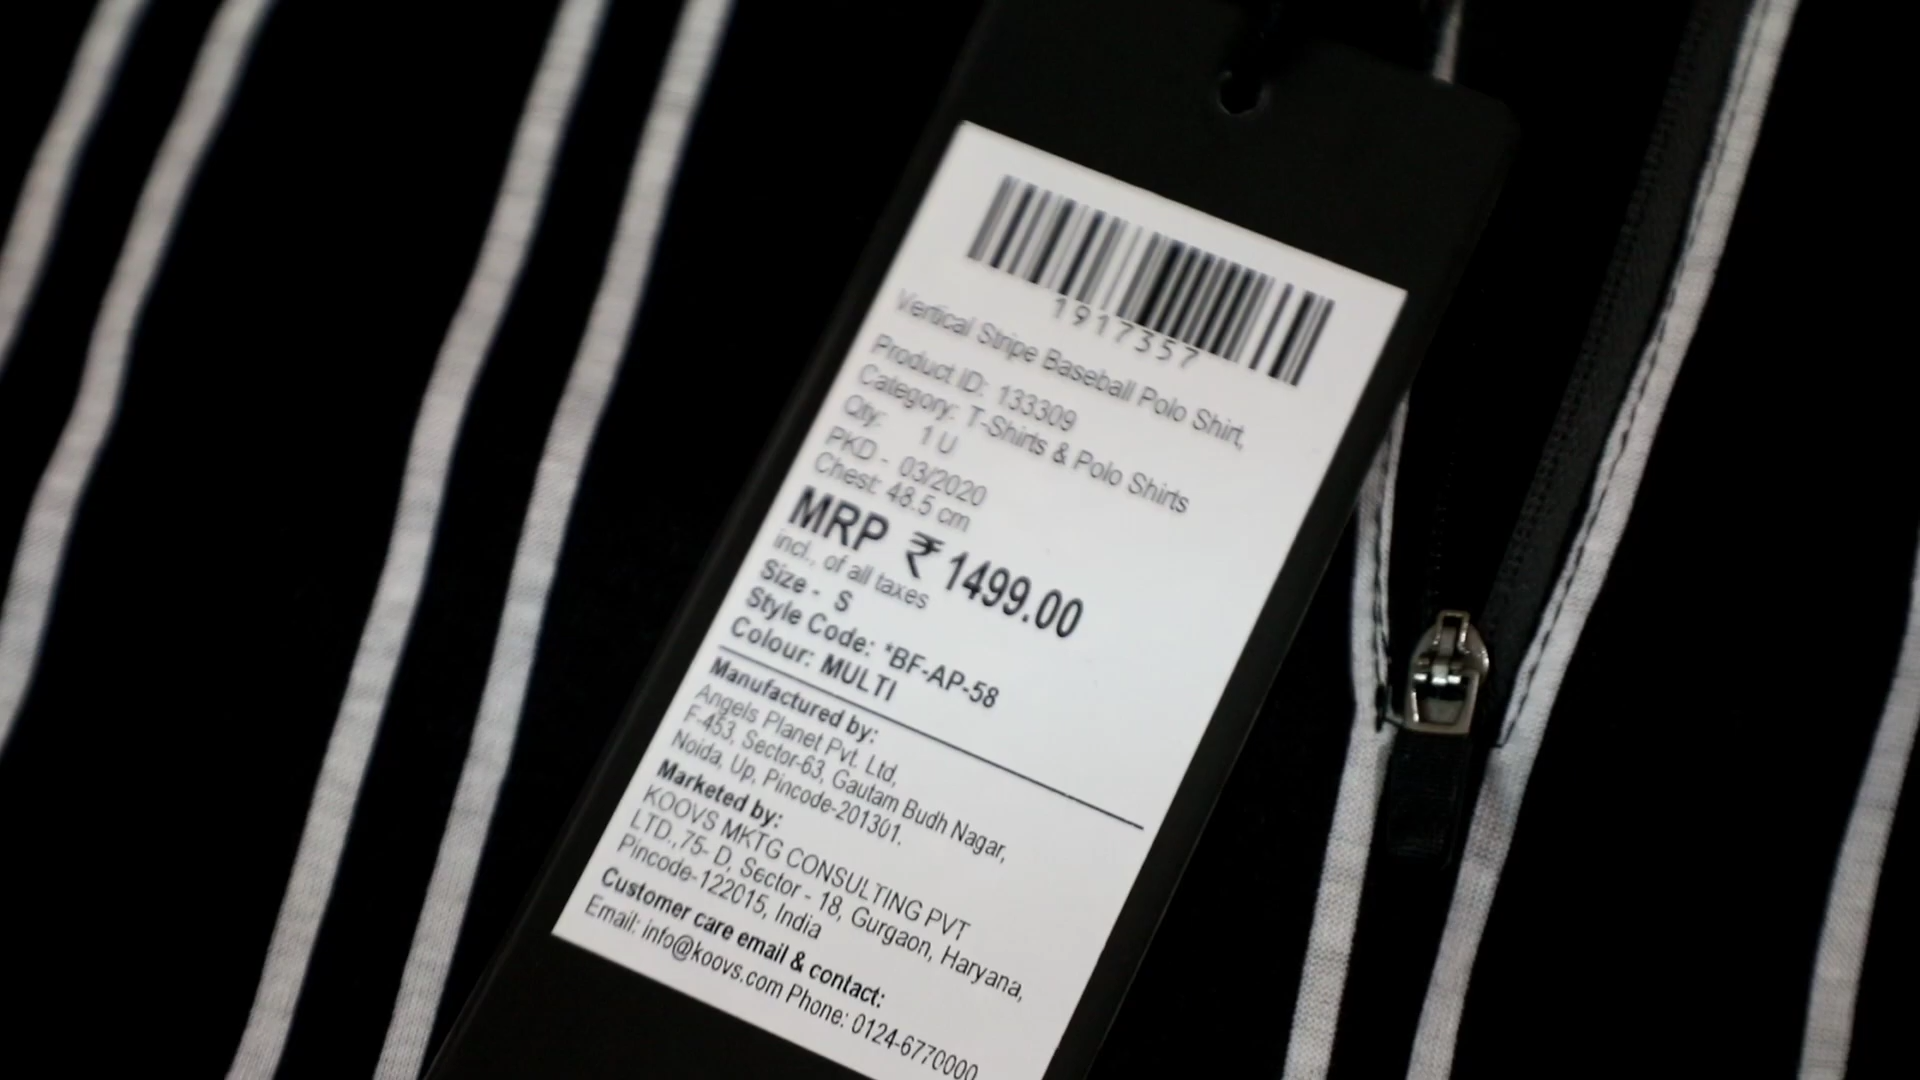 1917357
Vertical Stripe Baseball Polo Shirt,
Product ID: 133309
Category: T-Shirts & Polo Shirts
Qty: 1 U
PKD - 03/2020
Chest: 48.5 cm
MRP ₹ 1499.00
incl., of all taxes
Size - S
Style Code: *BF-AP-58
Colour: MULTI
Manufactured by:
Angels Planet Pvt. Ltd,
F-453, Sector-63, Gautam Budh Nagar,
Noida, Up, Pincode-201301.
Marketed by:
KOOVS MKTG CONSULTING PVT
LTD.,75- D, Sector - 18, Gurgaon, Haryana,
Pincode-122015, India
Customer care email & contact:
Email: info@koovs.com Phone: 0124-6770000